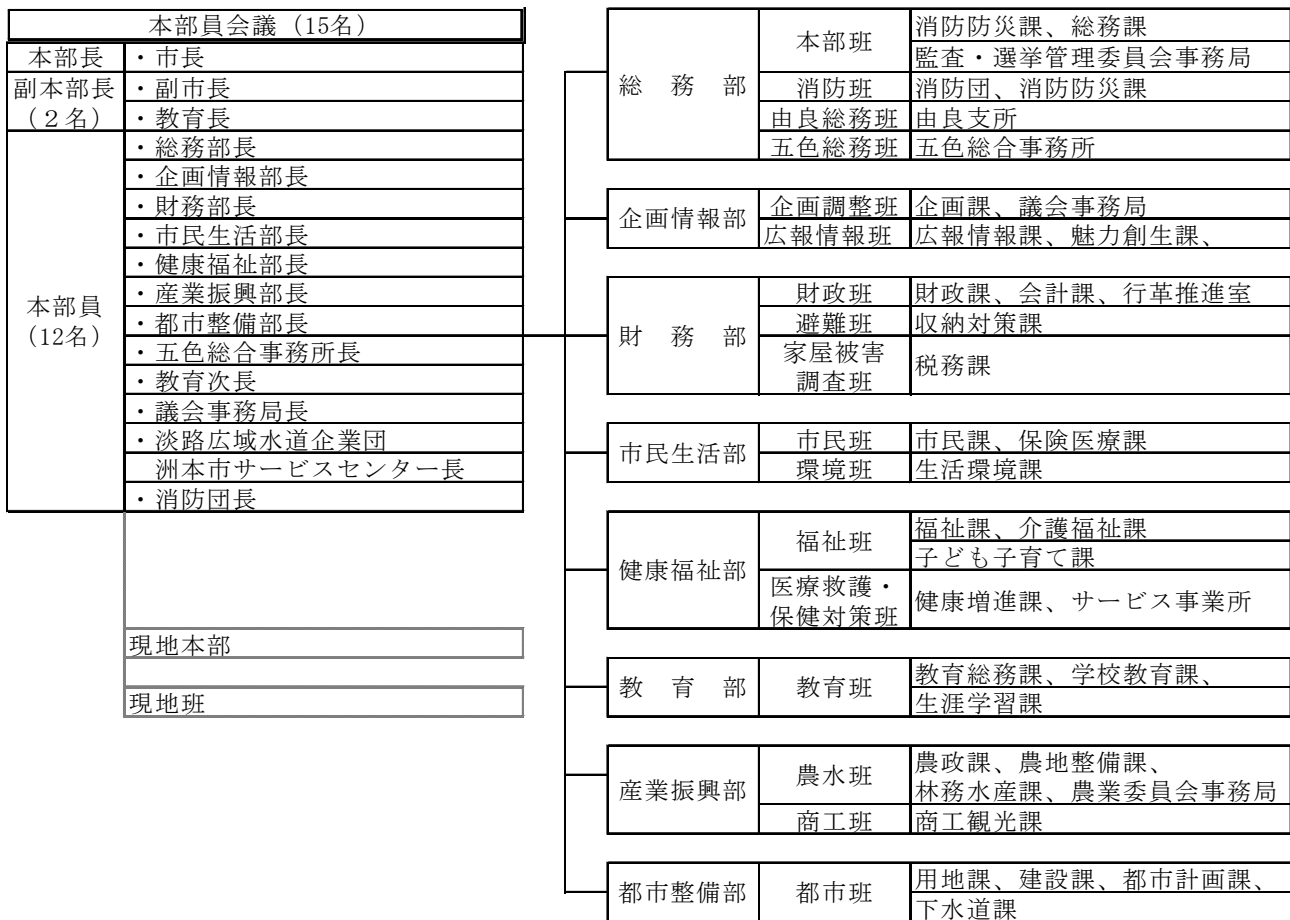 本部員会議 (15名)
本部長 ・市長
副本部長 ・副市長
(2名) ・教育長
本部員
(12名)
・総務部長
・企画情報部長
・財務部長
・市民生活部長
・健康福祉部長
・産業振興部長
・都市整備部長
・五色総合事務所長
・教育次長
・議会事務局長
・淡路広域水道企業団
洲本市サービスセンター長
・消防団長
現地本部
現地班
総務部
本部班 消防防災課、総務課
監査・選挙管理委員会事務局
消防班 消防団、消防防災課
由良総務班 由良支所
五色総務班 五色総合事務所
企画情報部
企画調整班 企画課、議会事務局
広報情報班 広報情報課、魅力創生課、
財務部
財政班 財政課、会計課、行革推進室
避難班 収納対策課
家屋被害
調査班
税務課
市民生活部
市民班 市民課、保険医療課
環境班 生活環境課
健康福祉部
福祉班 福祉課、介護福祉課
子ども子育て課
医療救護・
保健対策班
健康増進課、サービス事業所
教育部
教育班 教育総務課、学校教育課、
生涯学習課
産業振興部
農水班 農政課、農地整備課、
林務水産課、農業委員会事務局
商工班 商工観光課
都市整備部
都市班 用地課、建設課、都市計画課、
下水道課